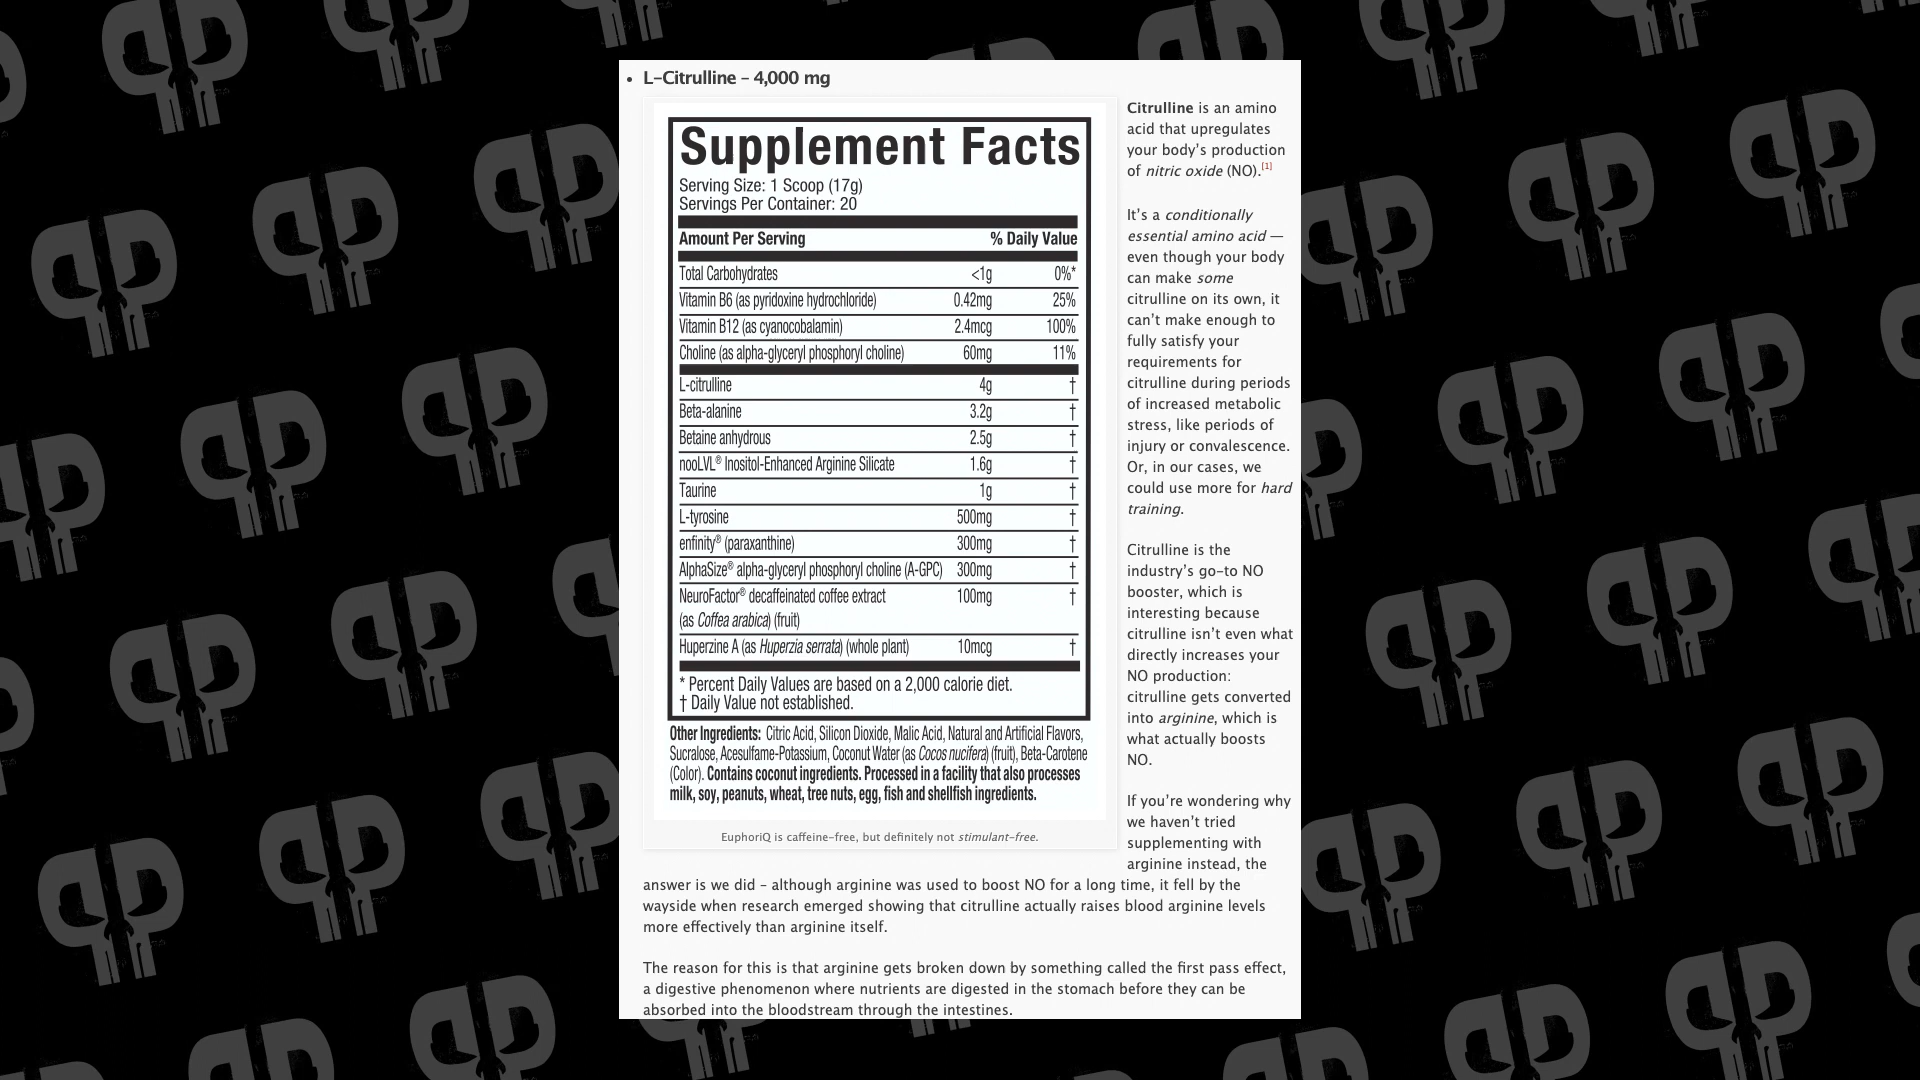 • L-Citrulline – 4,000 mg
Supplement Facts
Serving Size: 1 Scoop (17g)
Servings Per Container: 20
Amount Per Serving % Daily Value
Total Carbohydrates <1g 0%*
Vitamin B6 (as pyridoxine hydrochloride) 0.42mg 25%
Vitamin B12 (as cyanocobalamin) 2.4mcg 100%
Choline (as alpha-glyceryl phosphoryl choline) 60mg 11%
L-citrulline 4g †
Beta-alanine 3.2g †
Betaine anhydrous 2.5g †
nooLVL® Inositol-Enhanced Arginine Silicate 1.6g †
Taurine 1g †
L-tyrosine 500mg †
enfinity® (paraxanthine) 300mg †
AlphaSize® alpha-glyceryl phosphoryl choline (A-GPC) 300mg †
NeuroFactor® decaffeinated coffee extract 100mg †
(as Coffea arabica) (fruit)
Huperzine A (as Huperzia serrata) (whole plant) 10mcg †
* Percent Daily Values are based on a 2,000 calorie diet.
† Daily Value not established.
Other Ingredients: Citric Acid, Silicon Dioxide, Malic Acid, Natural and Artificial Flavors,
Sucralose, Acesulfame-Potassium, Coconut Water (as Cocos nucifera) (fruit), Beta-Carotene
(Color). Contains coconut ingredients. Processed in a facility that also processes
milk, soy, peanuts, wheat, tree nuts, egg, fish and shellfish ingredients.
EuphoriQ is caffeine-free, but definitely not stimulant-free.
Citrulline is an amino
acid that upregulates
your body's production
of nitric oxide (NO).[1]
It's a conditionally
essential amino acid —
even though your body
can make some
citrulline on its own, it
can't make enough to
fully satisfy your
requirements for
citrulline during periods
of increased metabolic
stress, like periods of
injury or convalescence.
Or, in our cases, we
could use more for hard
training.
Citrulline is the
industry's go-to NO
booster, which is
interesting because
citrulline isn't even what
directly increases your
NO production:
citrulline gets converted
into arginine, which is
what actually boosts
NO.
If you're wondering why
we haven't tried
supplementing with
arginine instead, the
answer is we did – although arginine was used to boost NO for a long time, it fell by the
wayside when research emerged showing that citrulline actually raises blood arginine levels
more effectively than arginine itself.
The reason for this is that arginine gets broken down by something called the first pass effect,
a digestive phenomenon where nutrients are digested in the stomach before they can be
absorbed into the bloodstream through the intestines.